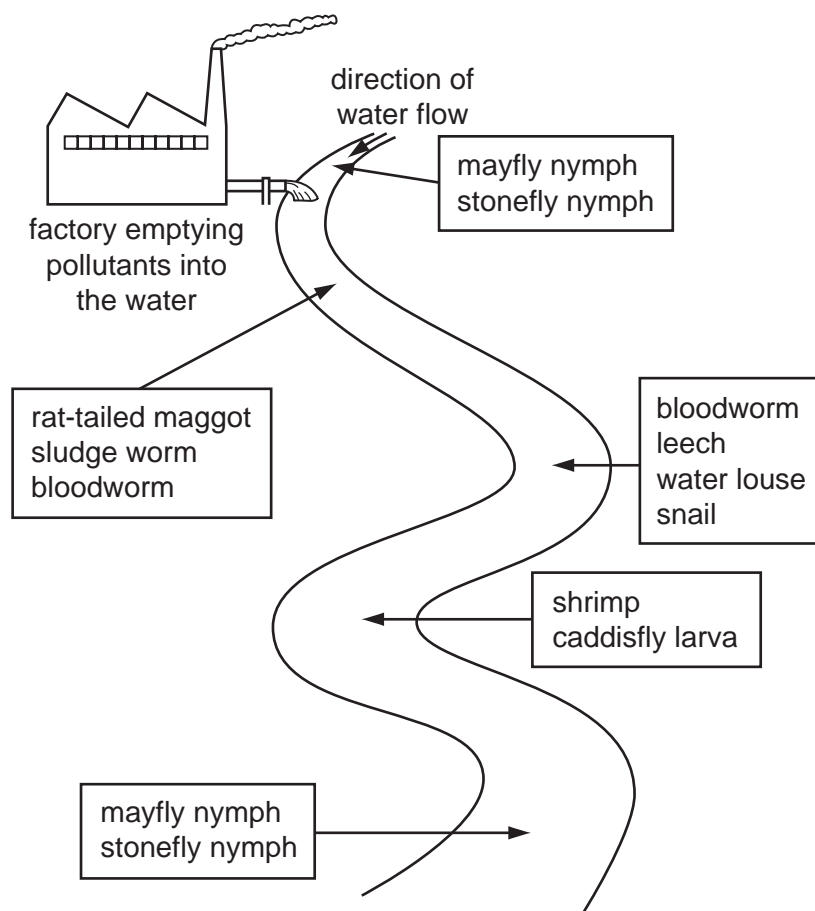 direction of
water flow
mayfly nymph
stonefly nymph
factory emptying
pollutants into
the water
rat-tailed maggot
sludge worm
bloodworm
bloodworm
leech
water louse
snail
shrimp
caddisfly larva
mayfly nymph
stonefly nymph